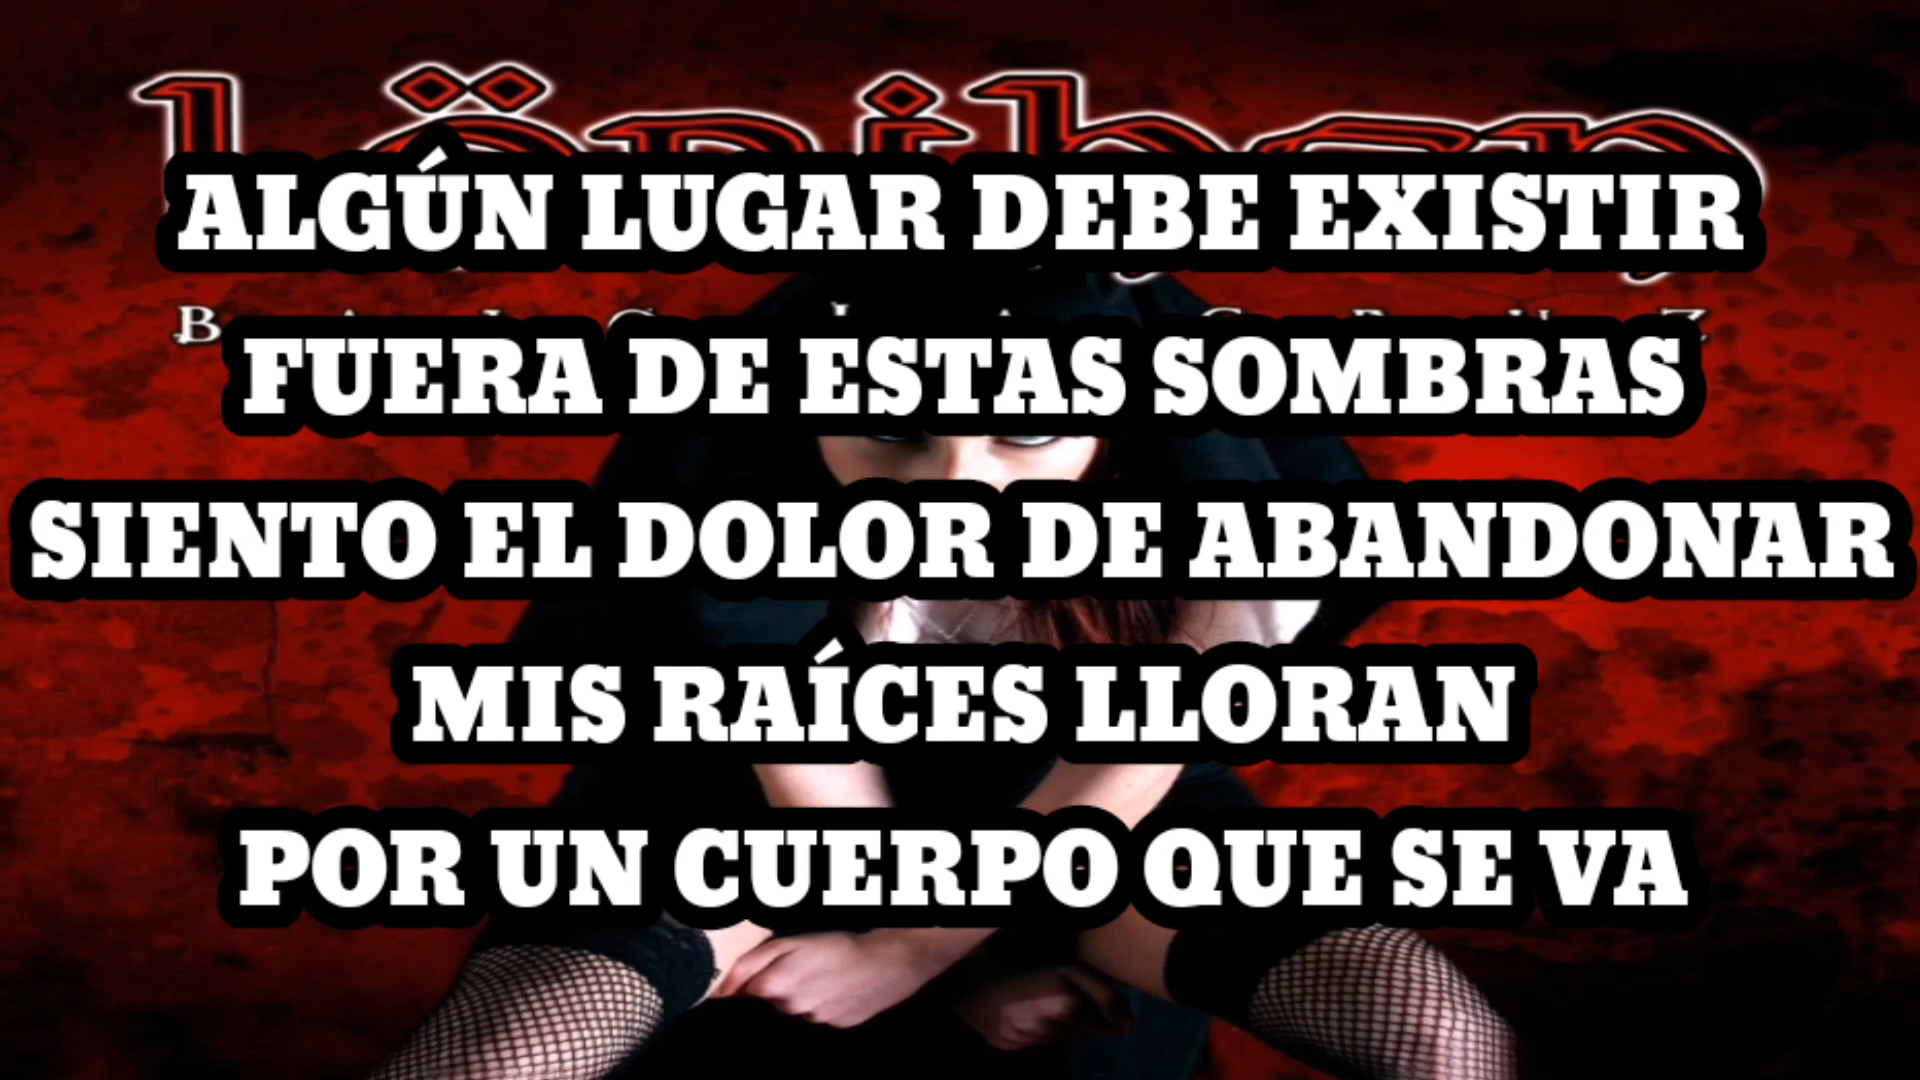 ALGÚN LUGAR DEBE EXISTIR
FUERA DE ESTAS SOMBRAS
SIENTO EL DOLOR DE ABANDONAR
MIS RAÍCES LLORAN
POR UN CUERPO QUE SE VA